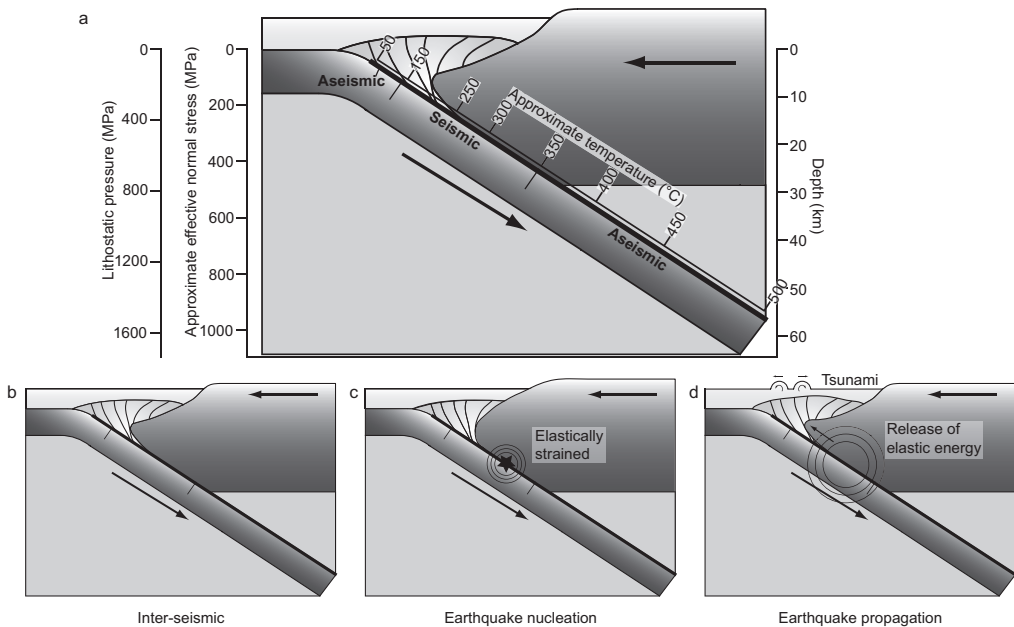 a
0
400
800
1200
1600
Lithostatic pressure (MPa)
0
200
400
600
800
1000
Approximate effective normal stress (MPa)
Aseismic
Seismic
Aseismic
50
150
250
300
350
400
450
500
Approximate temperature (°C)
0
10
20
30
40
50
60
Depth (km)
b
Inter-seismic
c
Elastically
strained
Earthquake nucleation
d
Tsunami
Release of
elastic energy
Earthquake propagation